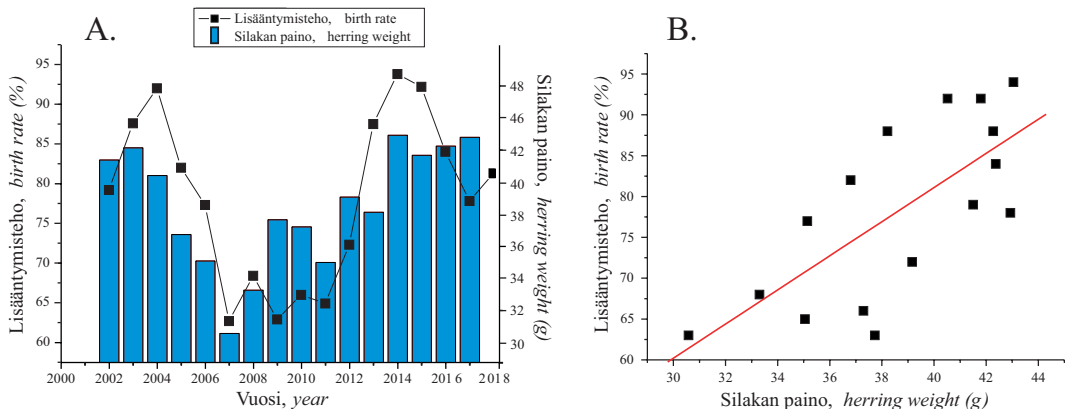 A.
Lisääntymisteho, birth rate
Silakan paino, herring weight
Lisääntymisteho, birth rate (%)
95
90
85
80
75
70
65
60
2000 2002 2004 2006 2008 2010 2012 2014 2016 2018
Vuosi, year
48
46
44
42
40
38
36
34
32
30
Silakan paino, herring weight (g)
B.
Lisääntymisteho, birth rate (%)
95
90
85
80
75
70
65
60
30 32 34 36 38 40 42 44
Silakan paino, herring weight (g)